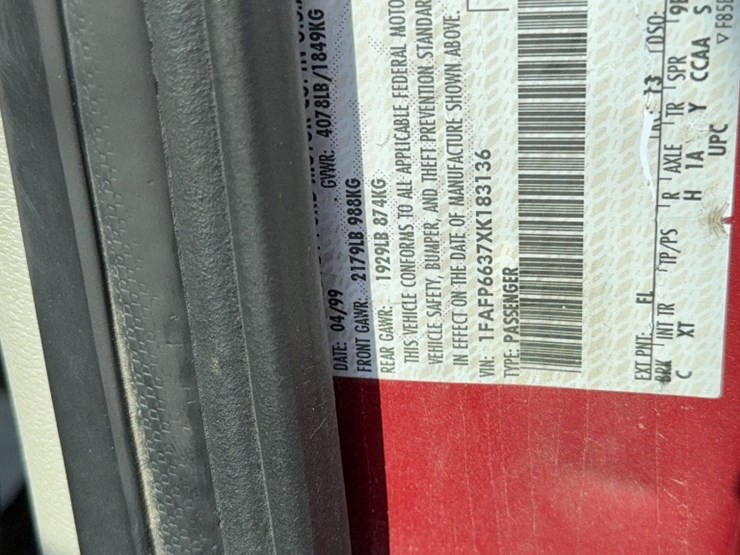 DATE: 04/99 GVWR: 4078LB/1849KG
FRONT GAWR: 2179LB 988KG
REAR GAWR: 1929LB 874KG
THIS VEHICLE CONFORMS TO ALL APPLICABLE FEDERAL MOTO
VEHICLE SAFETY, BUMPER, AND THEFT PREVENTION STANDAR
IN EFFECT ON THE DATE OF MANUFACTURE SHOWN ABOVE.
VIN: 1FAFP6637XK183136
TYPE: PASSENGER
EXT PNT: FL 73 DSO:
BRK INT TR TP/PS R AXLE TR SPR
C XT H 1A Y CCAA S
UPC F85B